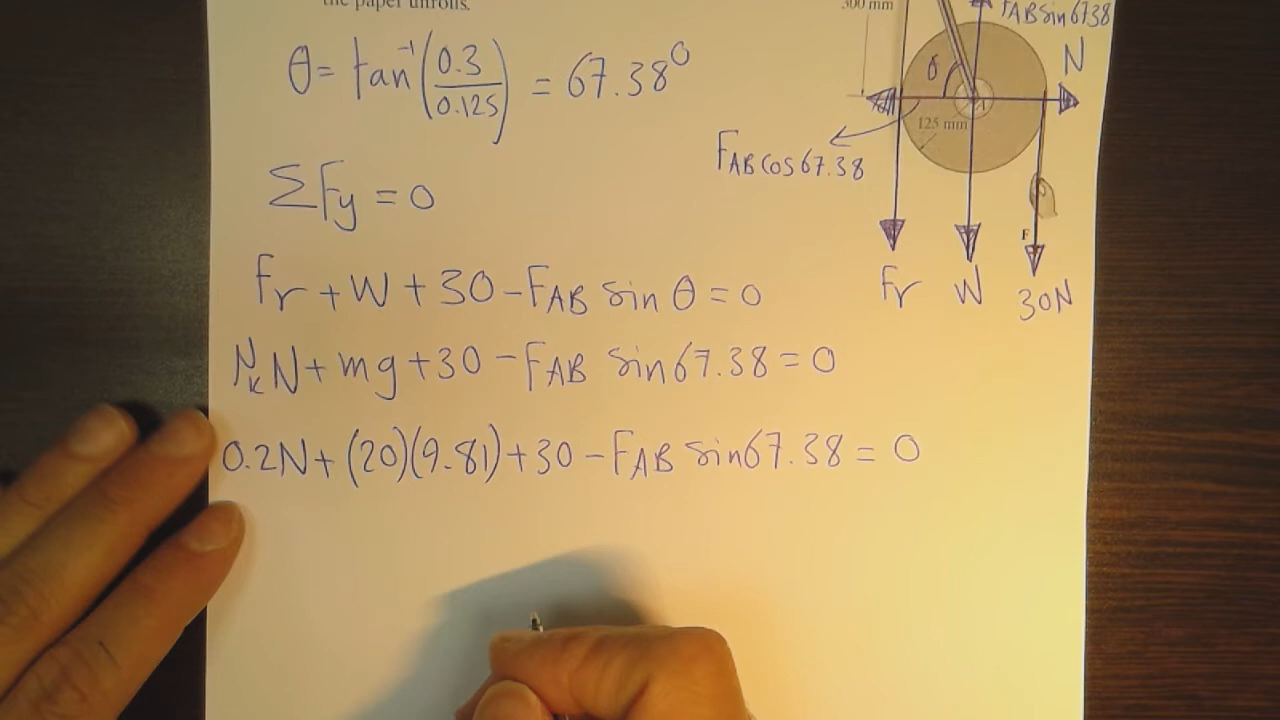 the paper unrolls.
300 mm
FAB sin 67.38
θ = tan⁻¹(0.3/0.125) = 67.38°
N
θ
A
125 mm
FAB cos 67.38
ΣFy = 0
F
Fr + W + 30 - FAB sin θ = 0
Fr W 30N
μk N + mg + 30 - FAB sin 67.38 = 0
0.2N + (20)(9.81) + 30 - FAB sin 67.38 = 0